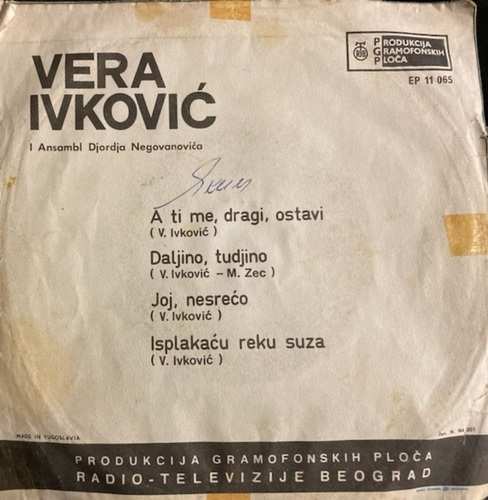 VERA
IVKOVIĆ
I Ansambl Djordja Negovanovića
PGP
PRODUKCIJA
GRAMOFONSKIH
PLOČA
EP 11 065
A ti me, dragi, ostavi
( V. Ivković )
Daljino, tudjino
( V. Ivković – M. Zec )
Joj, nesrećo
( V. Ivković )
Isplakaću reku suza
( V. Ivković )
MADE IN YUGOSLAVIA
PRODUKCIJA GRAMOFONSKIH PLOČA
RADIO-TELEVIZIJE BEOGRAD